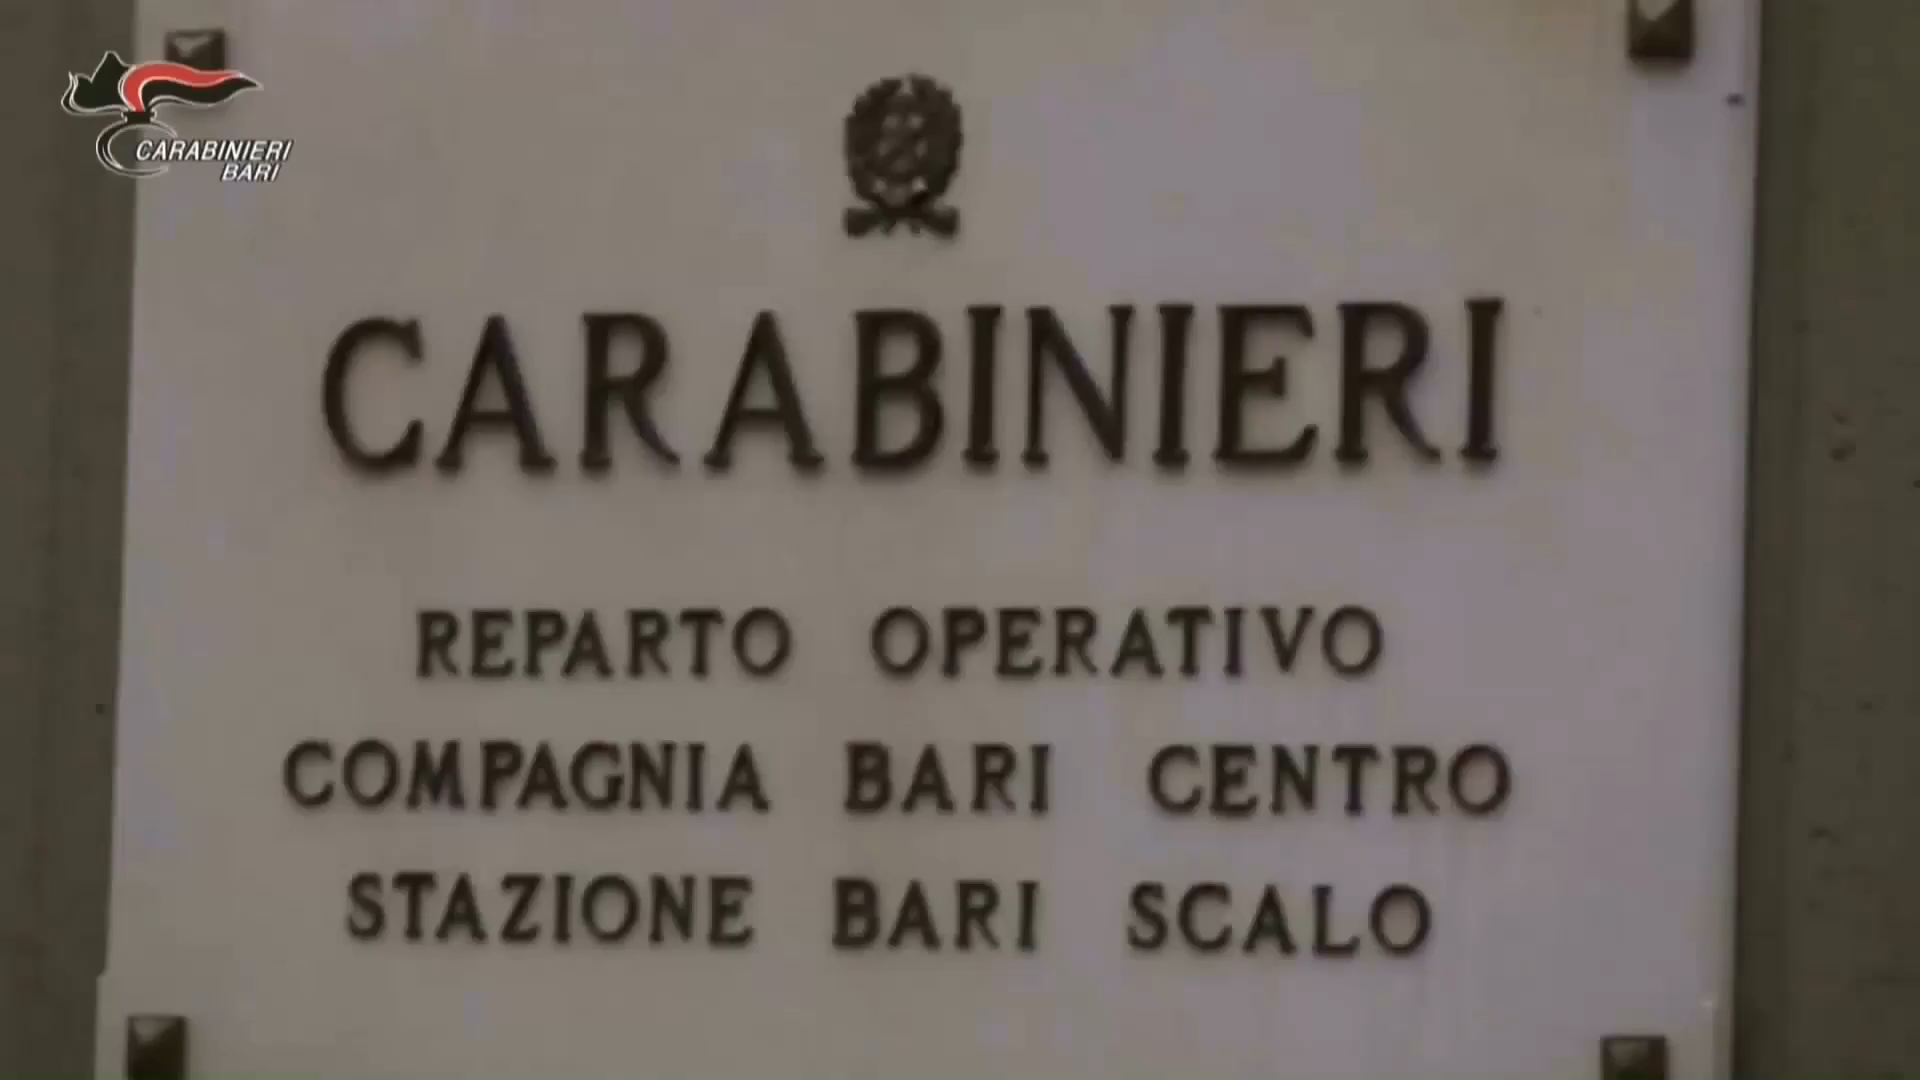 CARABINIERI
BARI
CARABINIERI
REPARTO OPERATIVO
COMPAGNIA BARI CENTRO
STAZIONE BARI SCALO